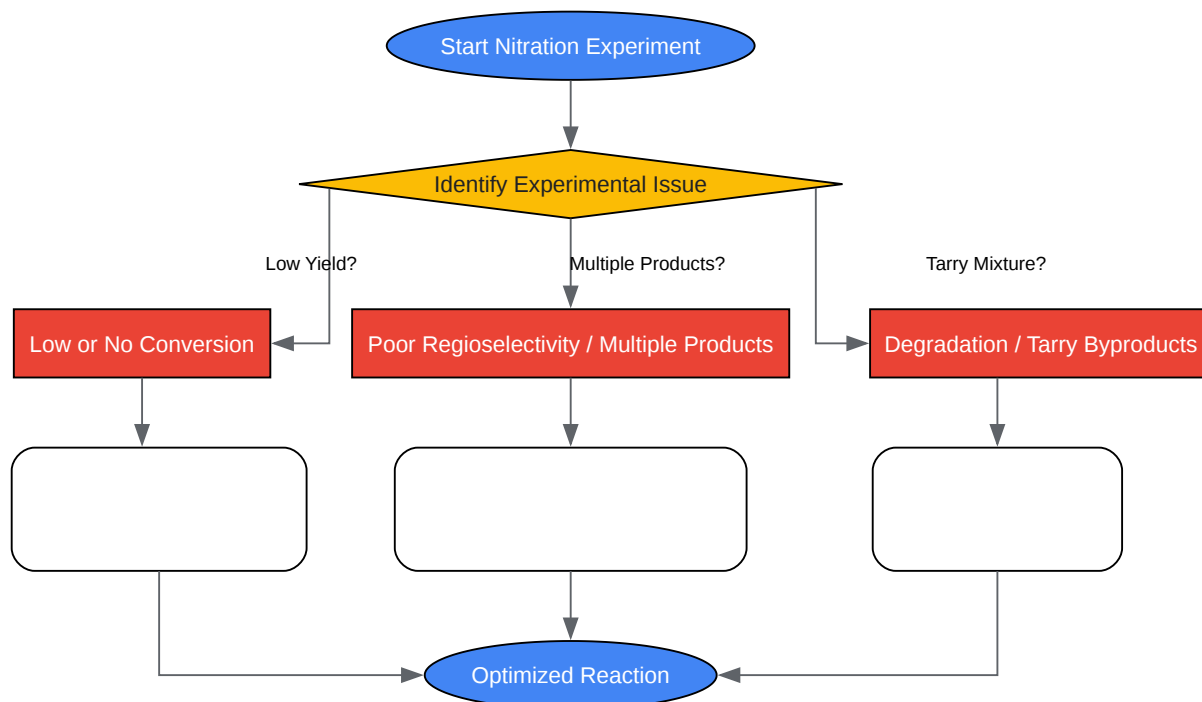 Start Nitration Experiment
Identify Experimental Issue
Low Yield?
Multiple Products?
Tarry Mixture?
Low or No Conversion
Poor Regioselectivity / Multiple Products
Degradation / Tarry Byproducts
Optimized Reaction